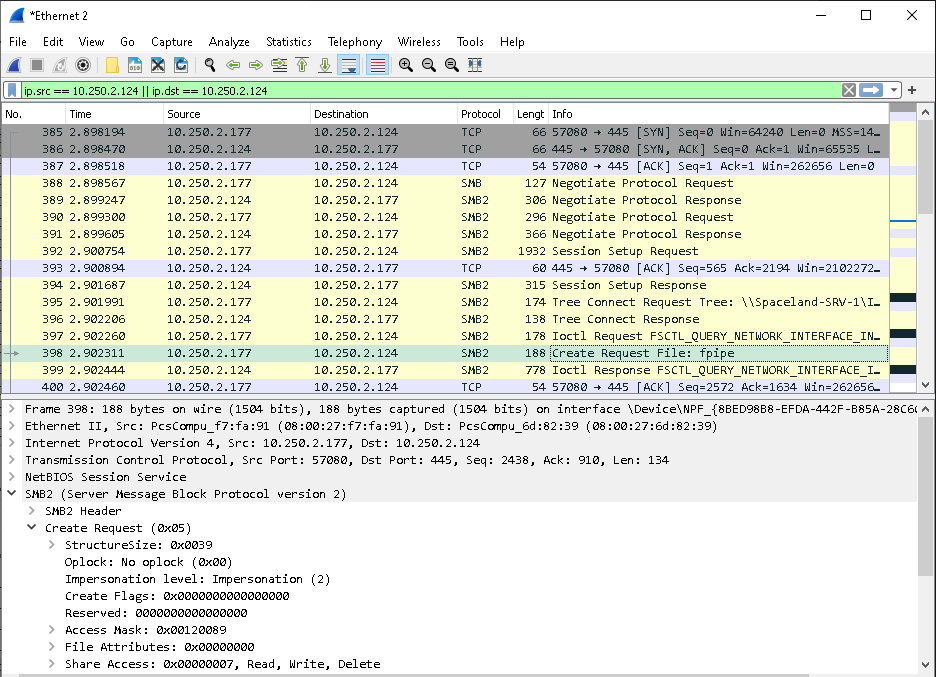 *Ethernet 2
File Edit View Go Capture Analyze Statistics Telephony Wireless Tools Help
ip.src == 10.250.2.124 || ip.dst == 10.250.2.124
No. Time Source Destination Protocol Lengt Info
385 2.898194 10.250.2.177 10.250.2.124 TCP 66 57080 → 445 [SYN] Seq=0 Win=64240 Len=0 MSS=14…
386 2.898470 10.250.2.124 10.250.2.177 TCP 66 445 → 57080 [SYN, ACK] Seq=0 Ack=1 Win=65535 L…
387 2.898518 10.250.2.177 10.250.2.124 TCP 54 57080 → 445 [ACK] Seq=1 Ack=1 Win=262656 Len=0
388 2.898567 10.250.2.177 10.250.2.124 SMB 127 Negotiate Protocol Request
389 2.899247 10.250.2.124 10.250.2.177 SMB2 306 Negotiate Protocol Response
390 2.899300 10.250.2.177 10.250.2.124 SMB2 296 Negotiate Protocol Request
391 2.899605 10.250.2.124 10.250.2.177 SMB2 366 Negotiate Protocol Response
392 2.900754 10.250.2.177 10.250.2.124 SMB2 1932 Session Setup Request
393 2.900894 10.250.2.124 10.250.2.177 TCP 60 445 → 57080 [ACK] Seq=565 Ack=2194 Win=2102272…
394 2.901687 10.250.2.124 10.250.2.177 SMB2 315 Session Setup Response
395 2.901991 10.250.2.177 10.250.2.124 SMB2 174 Tree Connect Request Tree: \\Spaceland-SRV-1\I…
396 2.902206 10.250.2.124 10.250.2.177 SMB2 138 Tree Connect Response
397 2.902260 10.250.2.177 10.250.2.124 SMB2 178 Ioctl Request FSCTL_QUERY_NETWORK_INTERFACE_IN…
398 2.902311 10.250.2.177 10.250.2.124 SMB2 188 Create Request File: fpipe
399 2.902444 10.250.2.124 10.250.2.177 SMB2 778 Ioctl Response FSCTL_QUERY_NETWORK_INTERFACE_I…
400 2.902460 10.250.2.177 10.250.2.124 TCP 54 57080 → 445 [ACK] Seq=2572 Ack=1634 Win=262656…
Frame 398: 188 bytes on wire (1504 bits), 188 bytes captured (1504 bits) on interface \Device\NPF_{8BED98B8-EFDA-442F-B85A-28C6
Ethernet II, Src: PcsCompu_f7:fa:91 (08:00:27:f7:fa:91), Dst: PcsCompu_6d:82:39 (08:00:27:6d:82:39)
Internet Protocol Version 4, Src: 10.250.2.177, Dst: 10.250.2.124
Transmission Control Protocol, Src Port: 57080, Dst Port: 445, Seq: 2438, Ack: 910, Len: 134
NetBIOS Session Service
SMB2 (Server Message Block Protocol version 2)
SMB2 Header
Create Request (0x05)
StructureSize: 0x0039
Oplock: No oplock (0x00)
Impersonation level: Impersonation (2)
Create Flags: 0x0000000000000000
Reserved: 0000000000000000
Access Mask: 0x00120089
File Attributes: 0x00000000
Share Access: 0x00000007, Read, Write, Delete